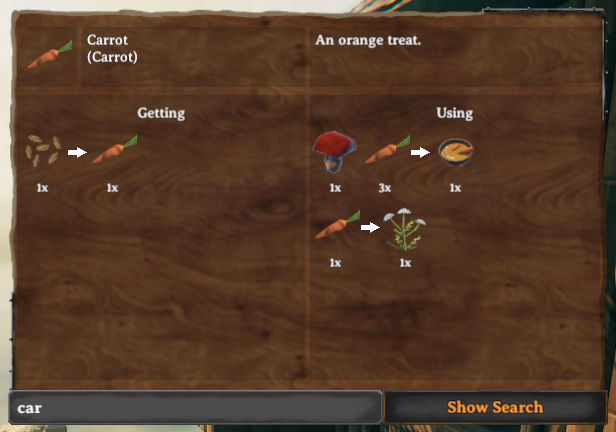 Carrot
(Carrot)
An orange treat.
Getting
Using
1x
1x
1x
3x
1x
1x
1x
car
Show Search